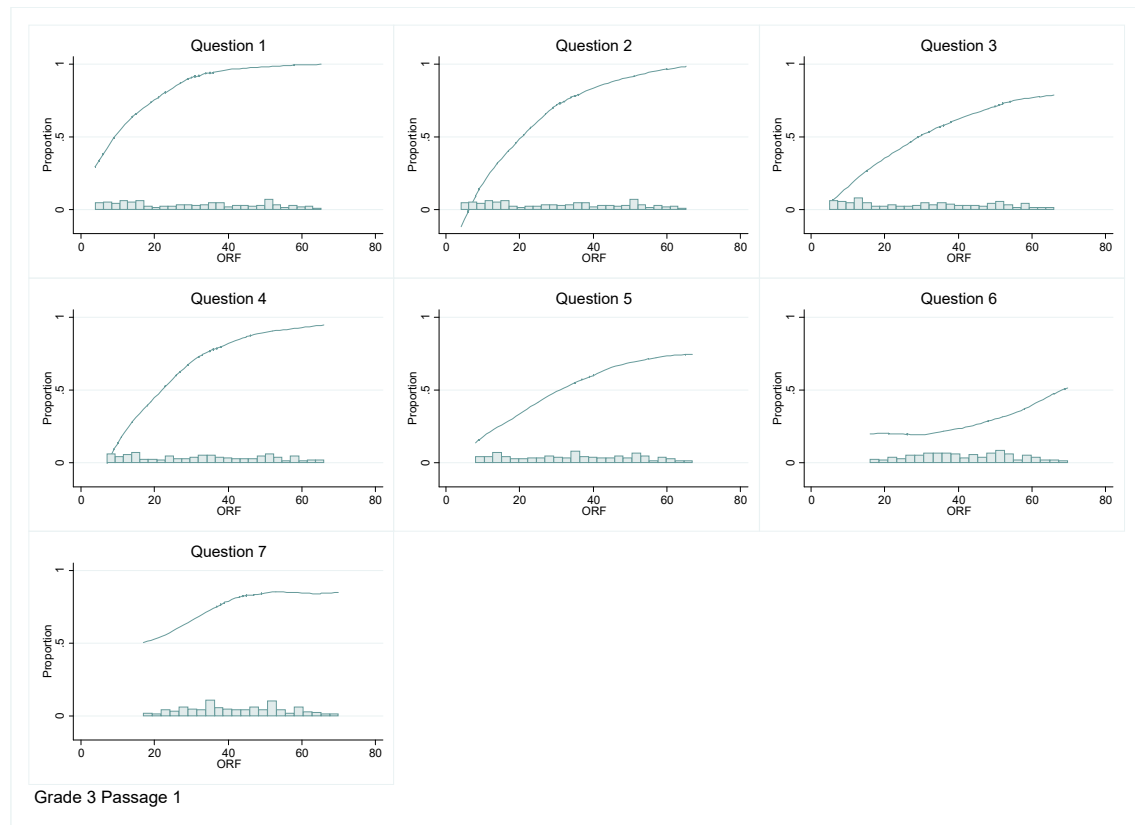 Question 1
Proportion
1
.5
0
0 20 40 60 80
ORF
Question 2
Proportion
1
.5
0
0 20 40 60 80
ORF
Question 3
Proportion
1
.5
0
0 20 40 60 80
ORF
Question 4
Proportion
1
.5
0
0 20 40 60 80
ORF
Question 5
Proportion
1
.5
0
0 20 40 60 80
ORF
Question 6
Proportion
1
.5
0
0 20 40 60 80
ORF
Question 7
Proportion
1
.5
0
0 20 40 60 80
ORF
Grade 3 Passage 1